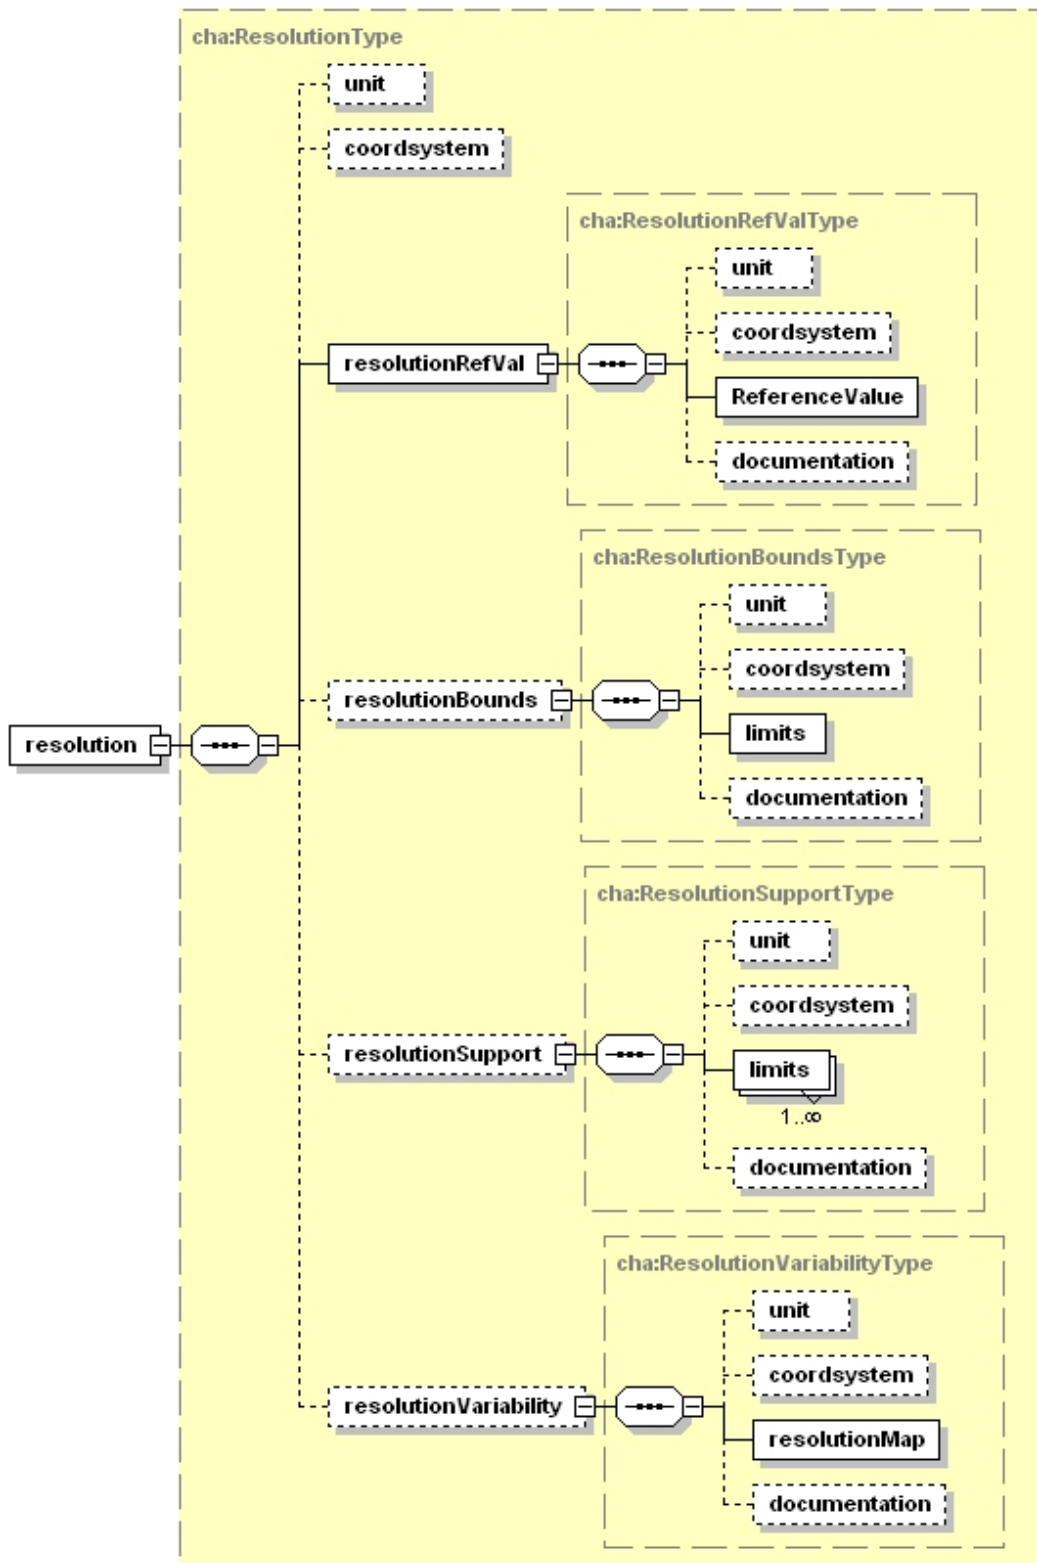 cha:ResolutionType
unit
coordsystem
cha:ResolutionRefValType
unit
coordsystem
resolutionRefVal
ReferenceValue
documentation
cha:ResolutionBoundsType
unit
coordsystem
resolutionBounds
limits
resolution
documentation
cha:ResolutionSupportType
unit
coordsystem
resolutionSupport
limits
1..∞
documentation
cha:ResolutionVariabilityType
unit
coordsystem
resolutionVariability
resolutionMap
documentation